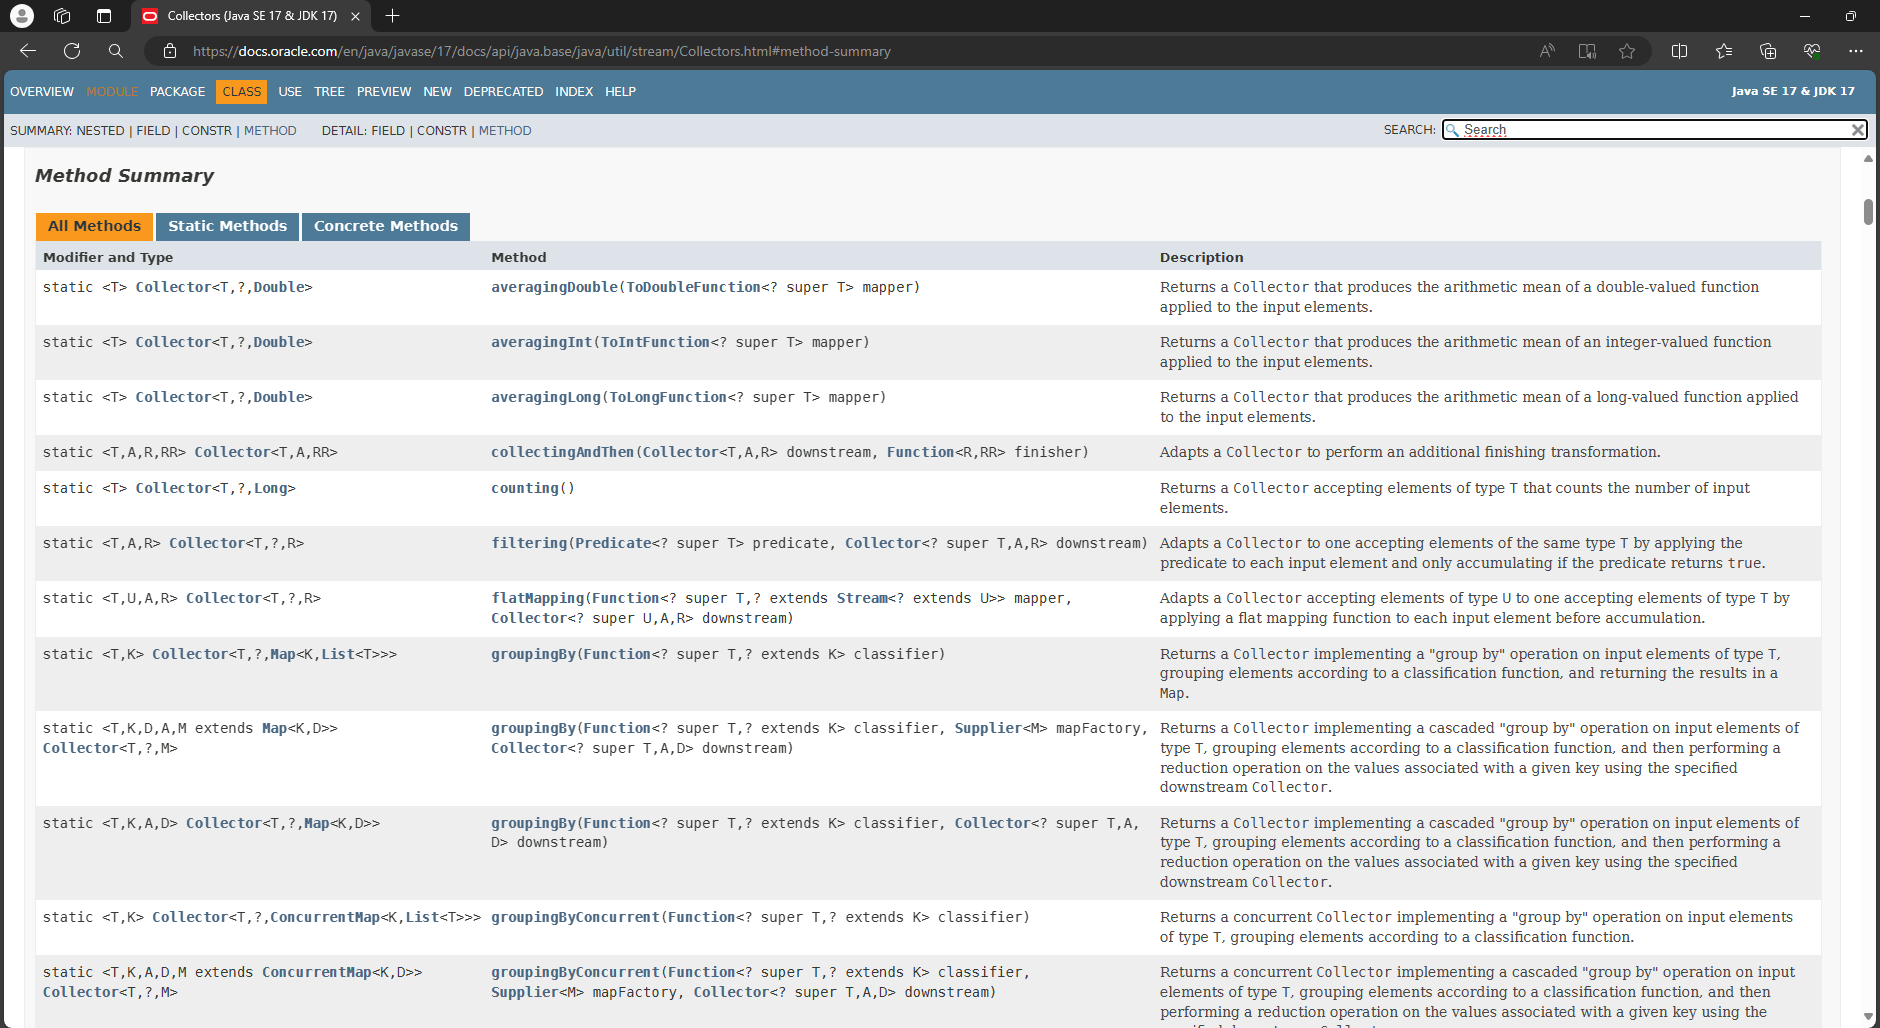 Collectors (Java SE 17 & JDK 17)
https://docs.oracle.com/en/java/javase/17/docs/api/java.base/java/util/stream/Collectors.html#method-summary
OVERVIEW MODULE PACKAGE CLASS USE TREE PREVIEW NEW DEPRECATED INDEX HELP Java SE 17 & JDK 17
SUMMARY: NESTED | FIELD | CONSTR | METHOD DETAIL: FIELD | CONSTR | METHOD SEARCH: Search
Method Summary
All Methods Static Methods Concrete Methods
Modifier and Type Method Description
static <T> Collector<T,?,Double> averagingDouble(ToDoubleFunction<? super T> mapper) Returns a Collector that produces the arithmetic mean of a double-valued function
applied to the input elements.
static <T> Collector<T,?,Double> averagingInt(ToIntFunction<? super T> mapper) Returns a Collector that produces the arithmetic mean of an integer-valued function
applied to the input elements.
static <T> Collector<T,?,Double> averagingLong(ToLongFunction<? super T> mapper) Returns a Collector that produces the arithmetic mean of a long-valued function applied
to the input elements.
static <T,A,R,RR> Collector<T,A,RR> collectingAndThen(Collector<T,A,R> downstream, Function<R,RR> finisher) Adapts a Collector to perform an additional finishing transformation.
static <T> Collector<T,?,Long> counting() Returns a Collector accepting elements of type T that counts the number of input
elements.
static <T,A,R> Collector<T,?,R> filtering(Predicate<? super T> predicate, Collector<? super T,A,R> downstream) Adapts a Collector to one accepting elements of the same type T by applying the
predicate to each input element and only accumulating if the predicate returns true.
static <T,U,A,R> Collector<T,?,R> flatMapping(Function<? super T,? extends Stream<? extends U>> mapper, Adapts a Collector accepting elements of type U to one accepting elements of type T by
Collector<? super U,A,R> downstream) applying a flat mapping function to each input element before accumulation.
static <T,K> Collector<T,?,Map<K,List<T>>> groupingBy(Function<? super T,? extends K> classifier) Returns a Collector implementing a "group by" operation on input elements of type T,
grouping elements according to a classification function, and returning the results in a
Map.
static <T,K,D,A,M extends Map<K,D>> groupingBy(Function<? super T,? extends K> classifier, Supplier<M> mapFactory, Returns a Collector implementing a cascaded "group by" operation on input elements of
Collector<T,?,M> Collector<? super T,A,D> downstream) type T, grouping elements according to a classification function, and then performing a
reduction operation on the values associated with a given key using the specified
downstream Collector.
static <T,K,A,D> Collector<T,?,Map<K,D>> groupingBy(Function<? super T,? extends K> classifier, Collector<? super T,A, Returns a Collector implementing a cascaded "group by" operation on input elements of
D> downstream) type T, grouping elements according to a classification function, and then performing a
reduction operation on the values associated with a given key using the specified
downstream Collector.
static <T,K> Collector<T,?,ConcurrentMap<K,List<T>>> groupingByConcurrent(Function<? super T,? extends K> classifier) Returns a concurrent Collector implementing a "group by" operation on input elements
of type T, grouping elements according to a classification function.
static <T,K,A,D,M extends ConcurrentMap<K,D>> groupingByConcurrent(Function<? super T,? extends K> classifier, Returns a concurrent Collector implementing a cascaded "group by" operation on input
Collector<T,?,M> Supplier<M> mapFactory, Collector<? super T,A,D> downstream) elements of type T, grouping elements according to a classification function, and then
performing a reduction operation on the values associated with a given key using the